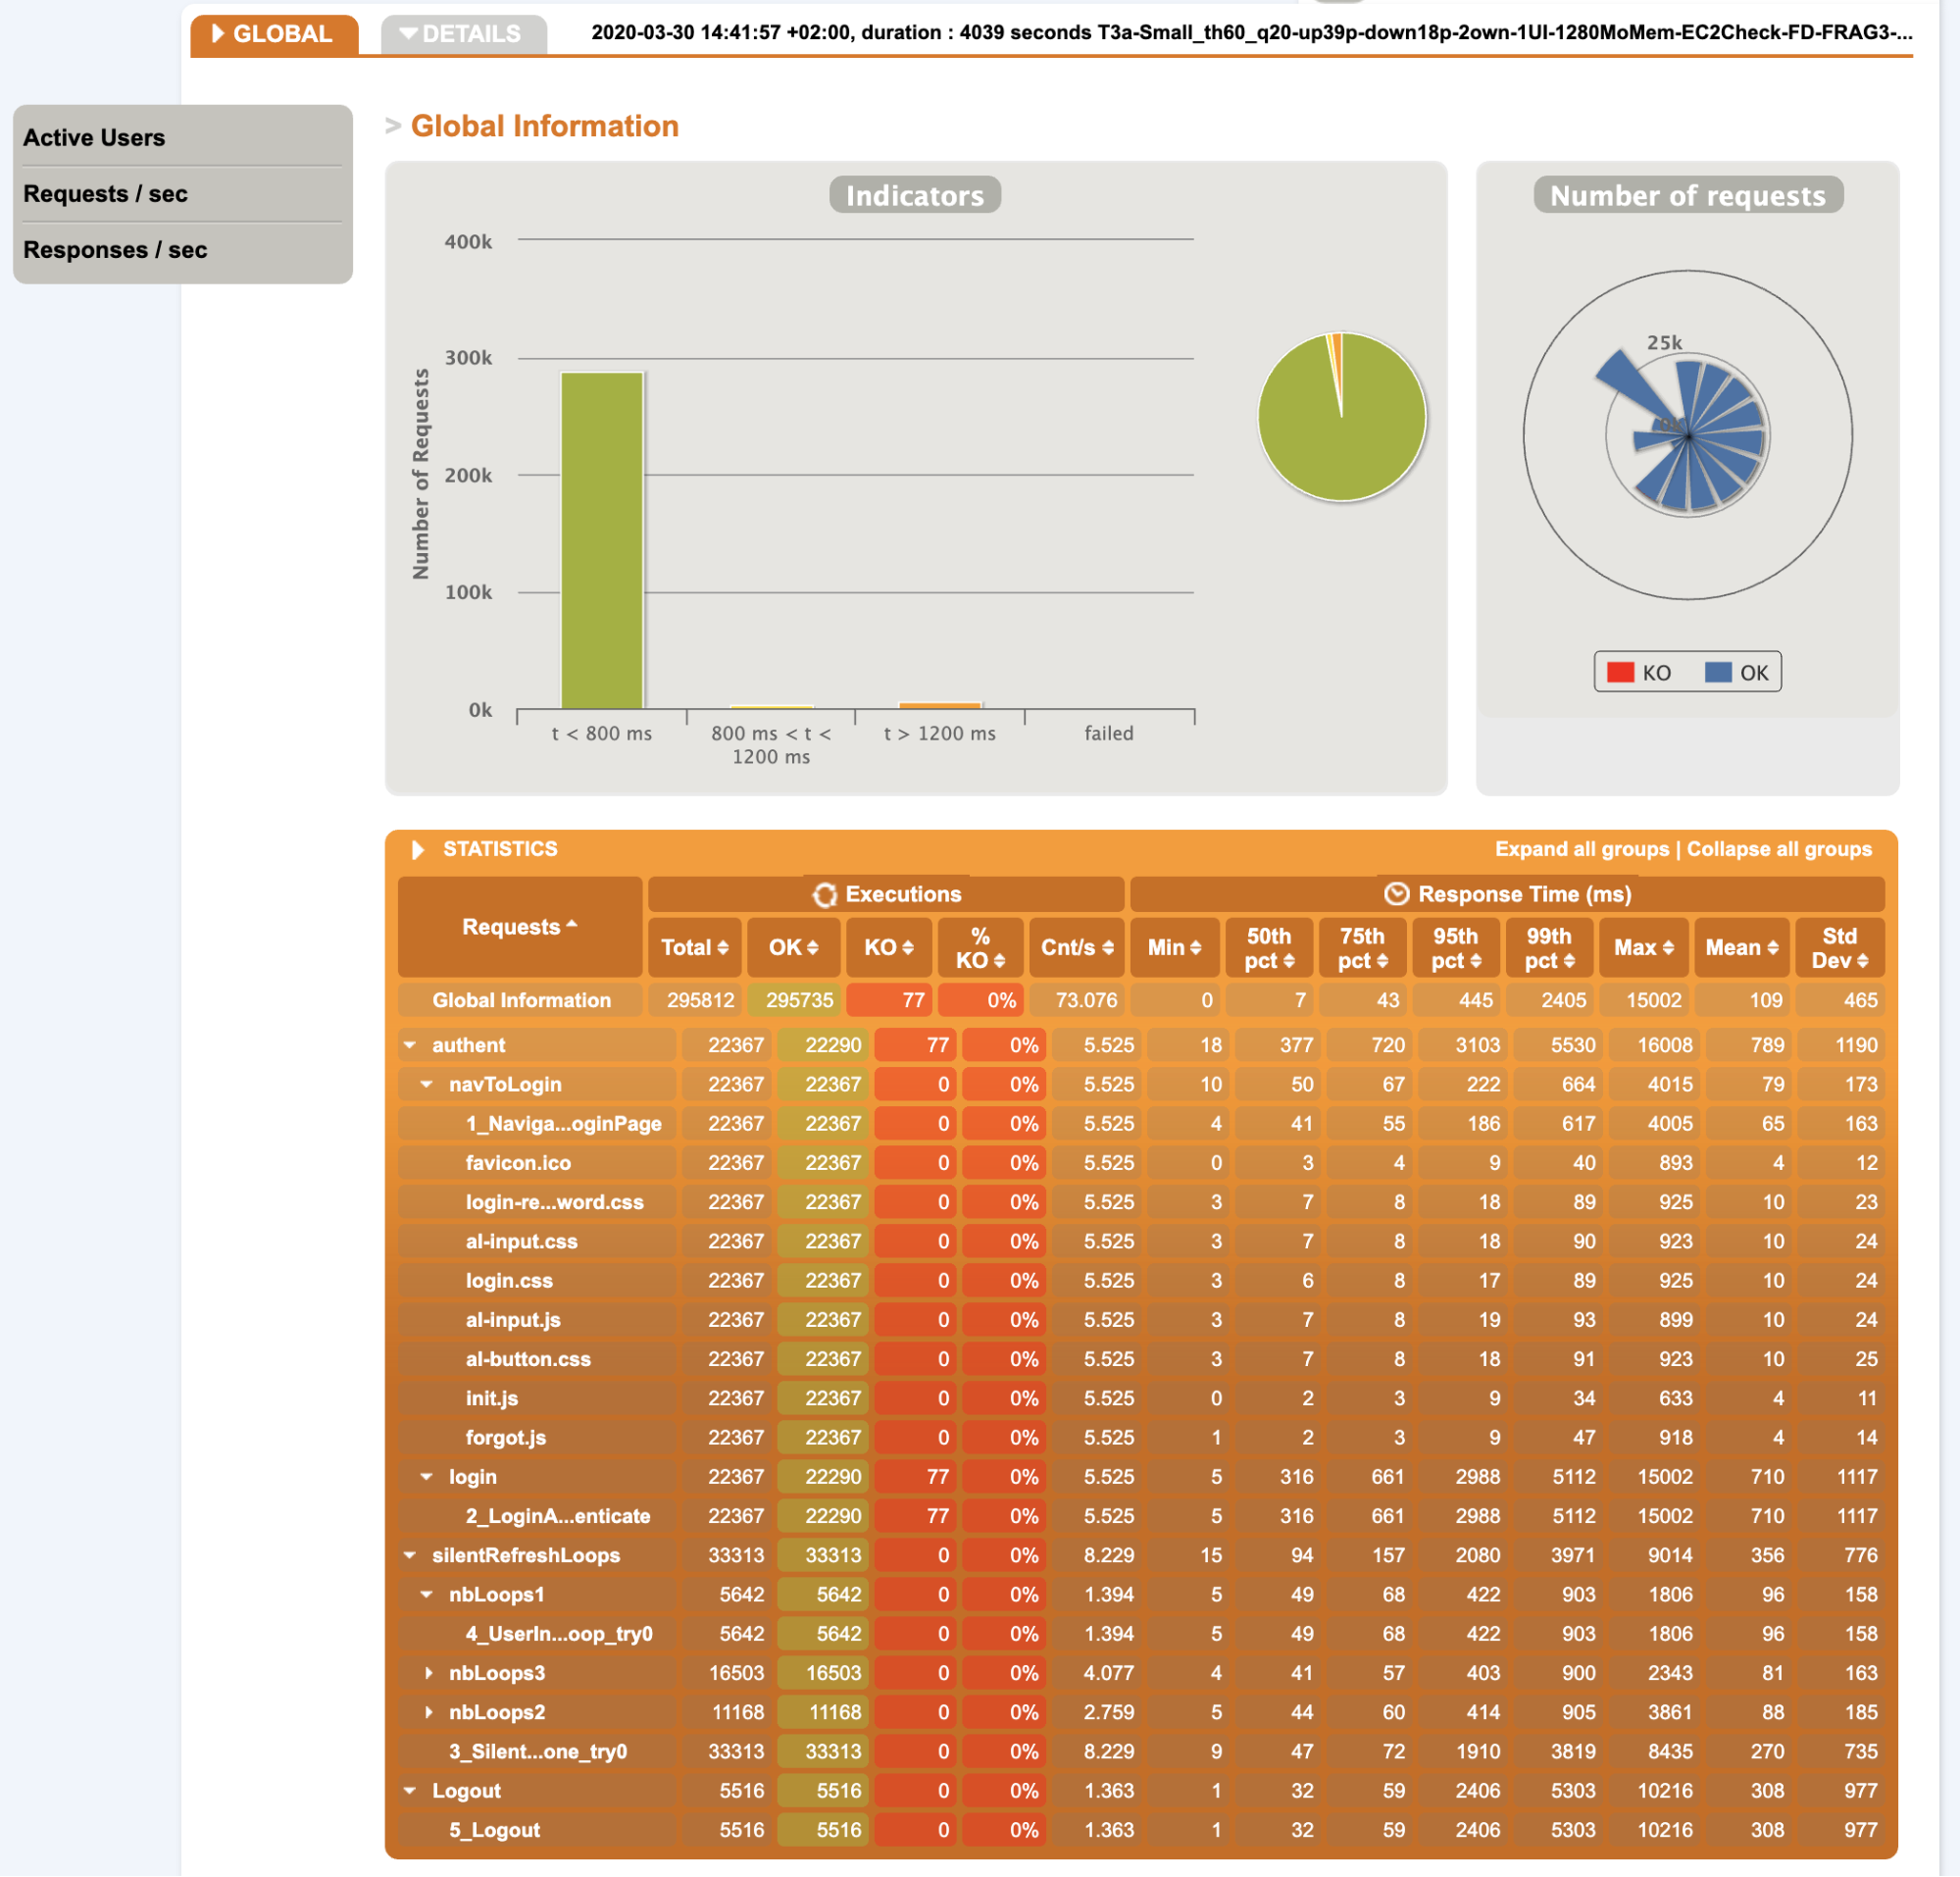 GLOBAL
DETAILS
2020-03-30 14:41:57 +02:00, duration : 4039 seconds T3a-Small_th60_q20-up39p-down18p-2own-1UI-1280MoMem-EC2Check-FD-FRAG3-...
Active Users
Requests / sec
Responses / sec
> Global Information
Indicators
400k
300k
200k
100k
0k
Number of Requests
t < 800 ms
800 ms < t <
1200 ms
t > 1200 ms
failed
Number of requests
25k
0k
KO OK
STATISTICS
Expand all groups | Collapse all groups
Requests
Executions
Response Time (ms)
Total OK KO % KO Cnt/s Min 50th pct 75th pct 95th pct 99th pct Max Mean Std Dev
Global Information 295812 295735 77 0% 73.076 0 7 43 445 2405 15002 109 465
authent 22367 22290 77 0% 5.525 18 377 720 3103 5530 16008 789 1190
navToLogin 22367 22367 0 0% 5.525 10 50 67 222 664 4015 79 173
1_Naviga...oginPage 22367 22367 0 0% 5.525 4 41 55 186 617 4005 65 163
favicon.ico 22367 22367 0 0% 5.525 0 3 4 9 40 893 4 12
login-re...word.css 22367 22367 0 0% 5.525 3 7 8 18 89 925 10 23
al-input.css 22367 22367 0 0% 5.525 3 7 8 18 90 923 10 24
login.css 22367 22367 0 0% 5.525 3 6 8 17 89 925 10 24
al-input.js 22367 22367 0 0% 5.525 3 7 8 19 93 899 10 24
al-button.css 22367 22367 0 0% 5.525 3 7 8 18 91 923 10 25
init.js 22367 22367 0 0% 5.525 0 2 3 9 34 633 4 11
forgot.js 22367 22367 0 0% 5.525 1 2 3 9 47 918 4 14
login 22367 22290 77 0% 5.525 5 316 661 2988 5112 15002 710 1117
2_LoginA...enticate 22367 22290 77 0% 5.525 5 316 661 2988 5112 15002 710 1117
silentRefreshLoops 33313 33313 0 0% 8.229 15 94 157 2080 3971 9014 356 776
nbLoops1 5642 5642 0 0% 1.394 5 49 68 422 903 1806 96 158
4_UserIn...oop_try0 5642 5642 0 0% 1.394 5 49 68 422 903 1806 96 158
nbLoops3 16503 16503 0 0% 4.077 4 41 57 403 900 2343 81 163
nbLoops2 11168 11168 0 0% 2.759 5 44 60 414 905 3861 88 185
3_Silent...one_try0 33313 33313 0 0% 8.229 9 47 72 1910 3819 8435 270 735
Logout 5516 5516 0 0% 1.363 1 32 59 2406 5303 10216 308 977
5_Logout 5516 5516 0 0% 1.363 1 32 59 2406 5303 10216 308 977